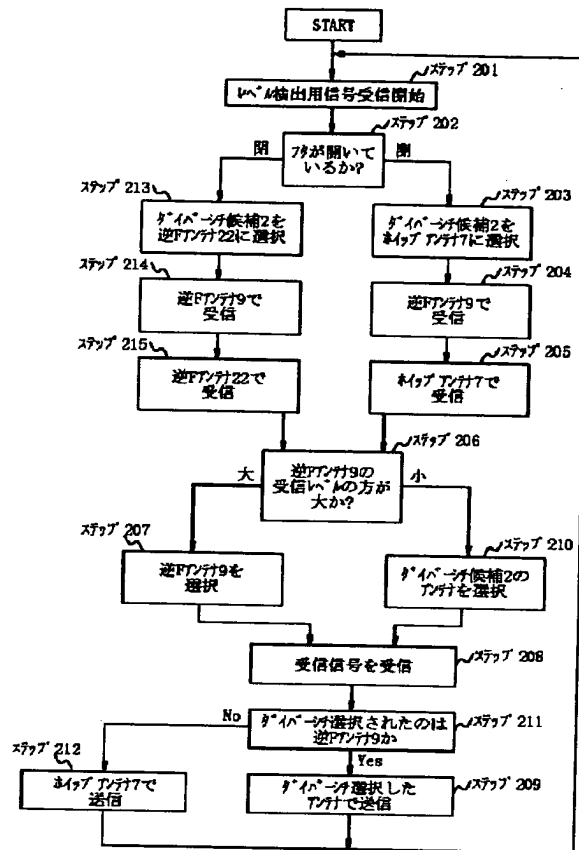 START
ステップ 201
レベル検出用信号受信開始
ステップ 202
フタが開いて
いるか?
閉
開
ステップ 213
ダイバーシチ候補2を
逆Fアンテナ22に選択
ステップ 203
ダイバーシチ候補2を
ホイップアンテナ7に選択
ステップ 214
逆Fアンテナ9で
受信
ステップ 204
逆Fアンテナ9で
受信
ステップ 215
逆Fアンテナ22で
受信
ステップ 205
ホイップアンテナ7で
受信
ステップ 206
逆Fアンテナ9の
受信レベルの方が
大か?
大
小
ステップ 207
逆Fアンテナ9を
選択
ステップ 210
ダイバーシチ候補2の
アンテナを選択
受信信号を受信
ステップ 208
ダイバーシチ選択されたのは
逆Fアンテナ9か
ステップ 211
No
Yes
ステップ 212
ホイップアンテナ7で
送信
ダイバーシチ選択した
アンテナで送信
ステップ 209